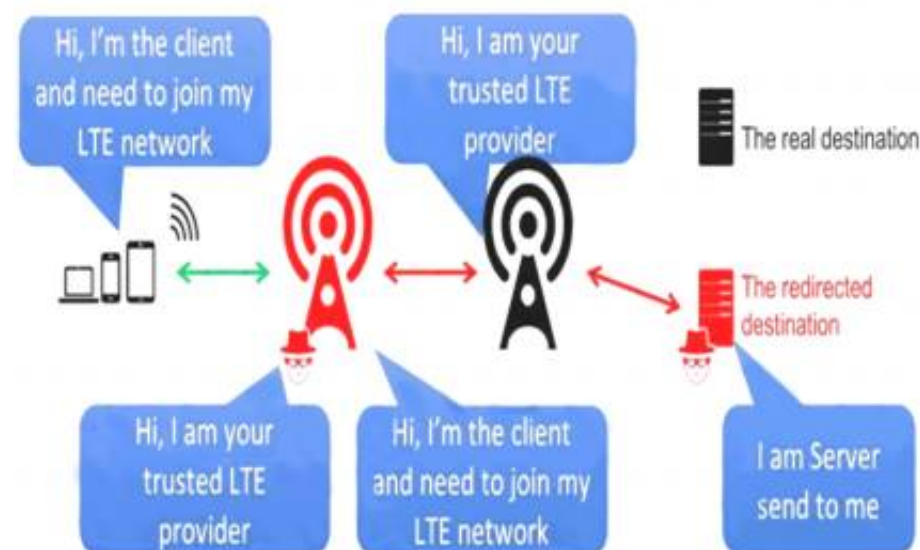 Hi, I'm the client
and need to join my
LTE network
Hi, I am your
trusted LTE
provider
The real destination
The redirected
destination
Hi, I am your
trusted LTE
provider
Hi, I'm the client
and need to join my
LTE network
I am Server
send to me